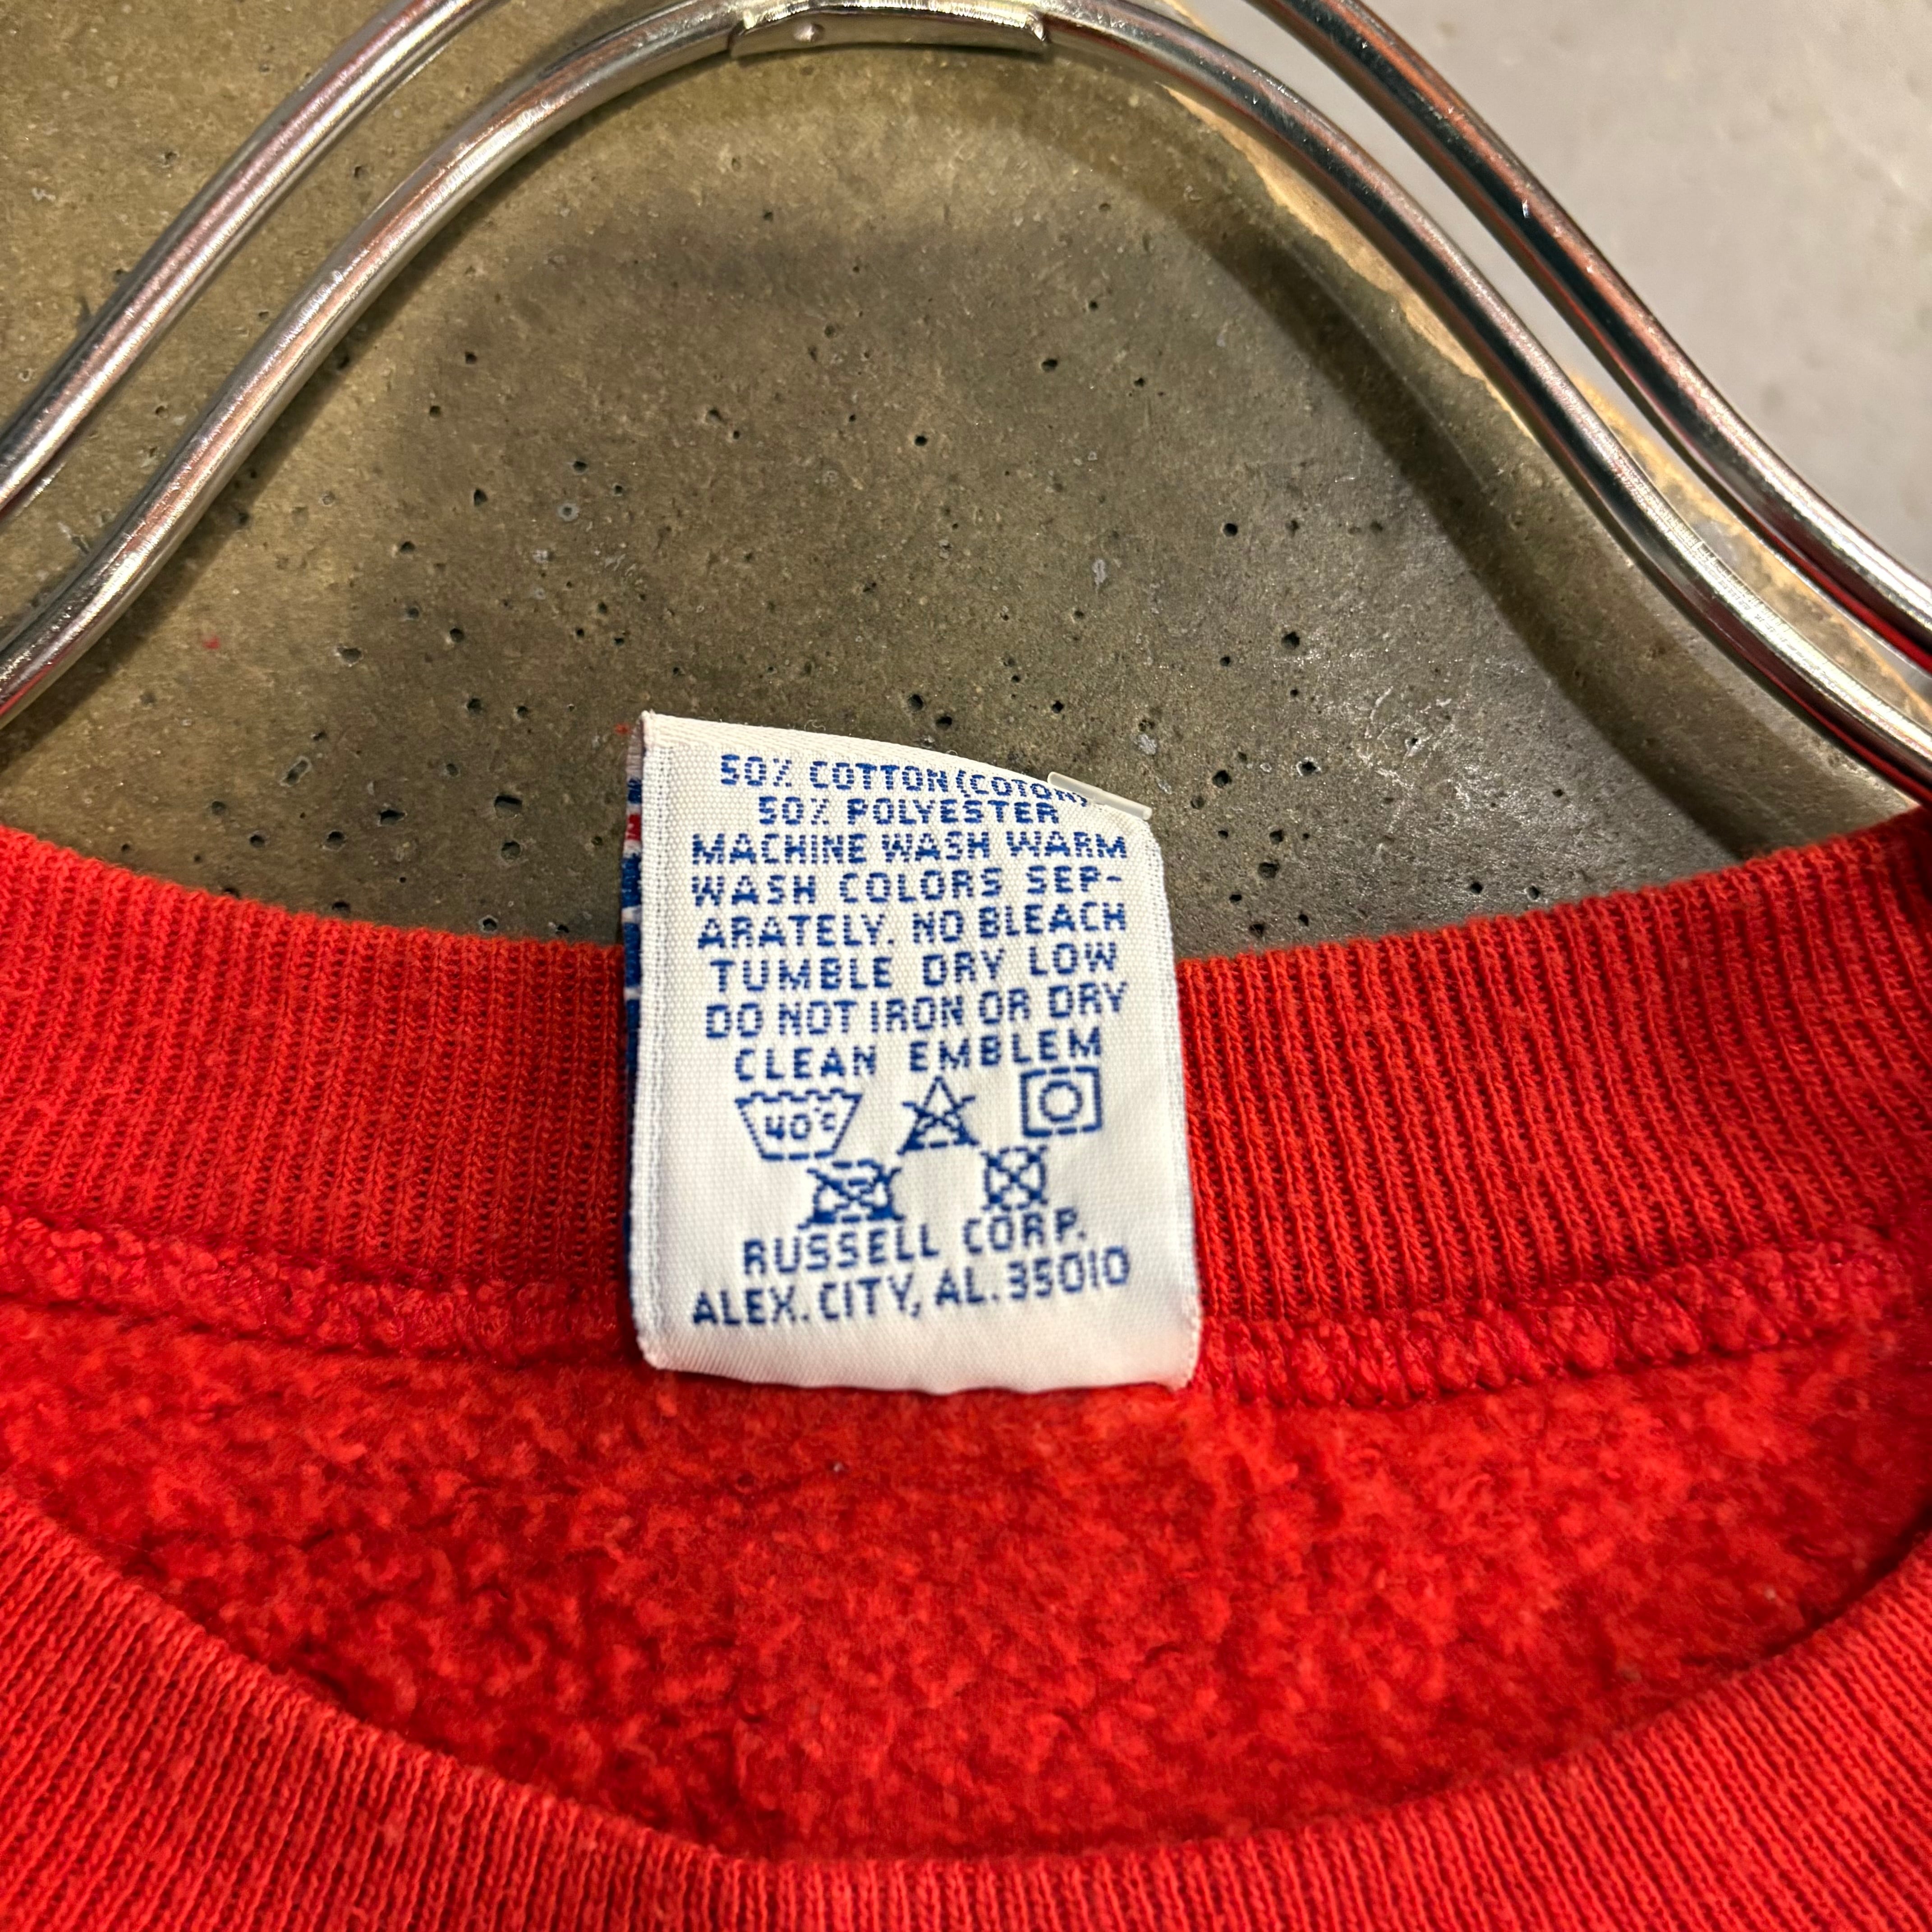 50% COTTON (COTON)
50% POLYESTER
MACHINE WASH WARM
WASH COLORS SEP-
ARATELY. NO BLEACH
TUMBLE DRY LOW
DO NOT IRON OR DRY
CLEAN EMBLEM
40°C
RUSSELL CORP.
ALEX. CITY, AL. 35010